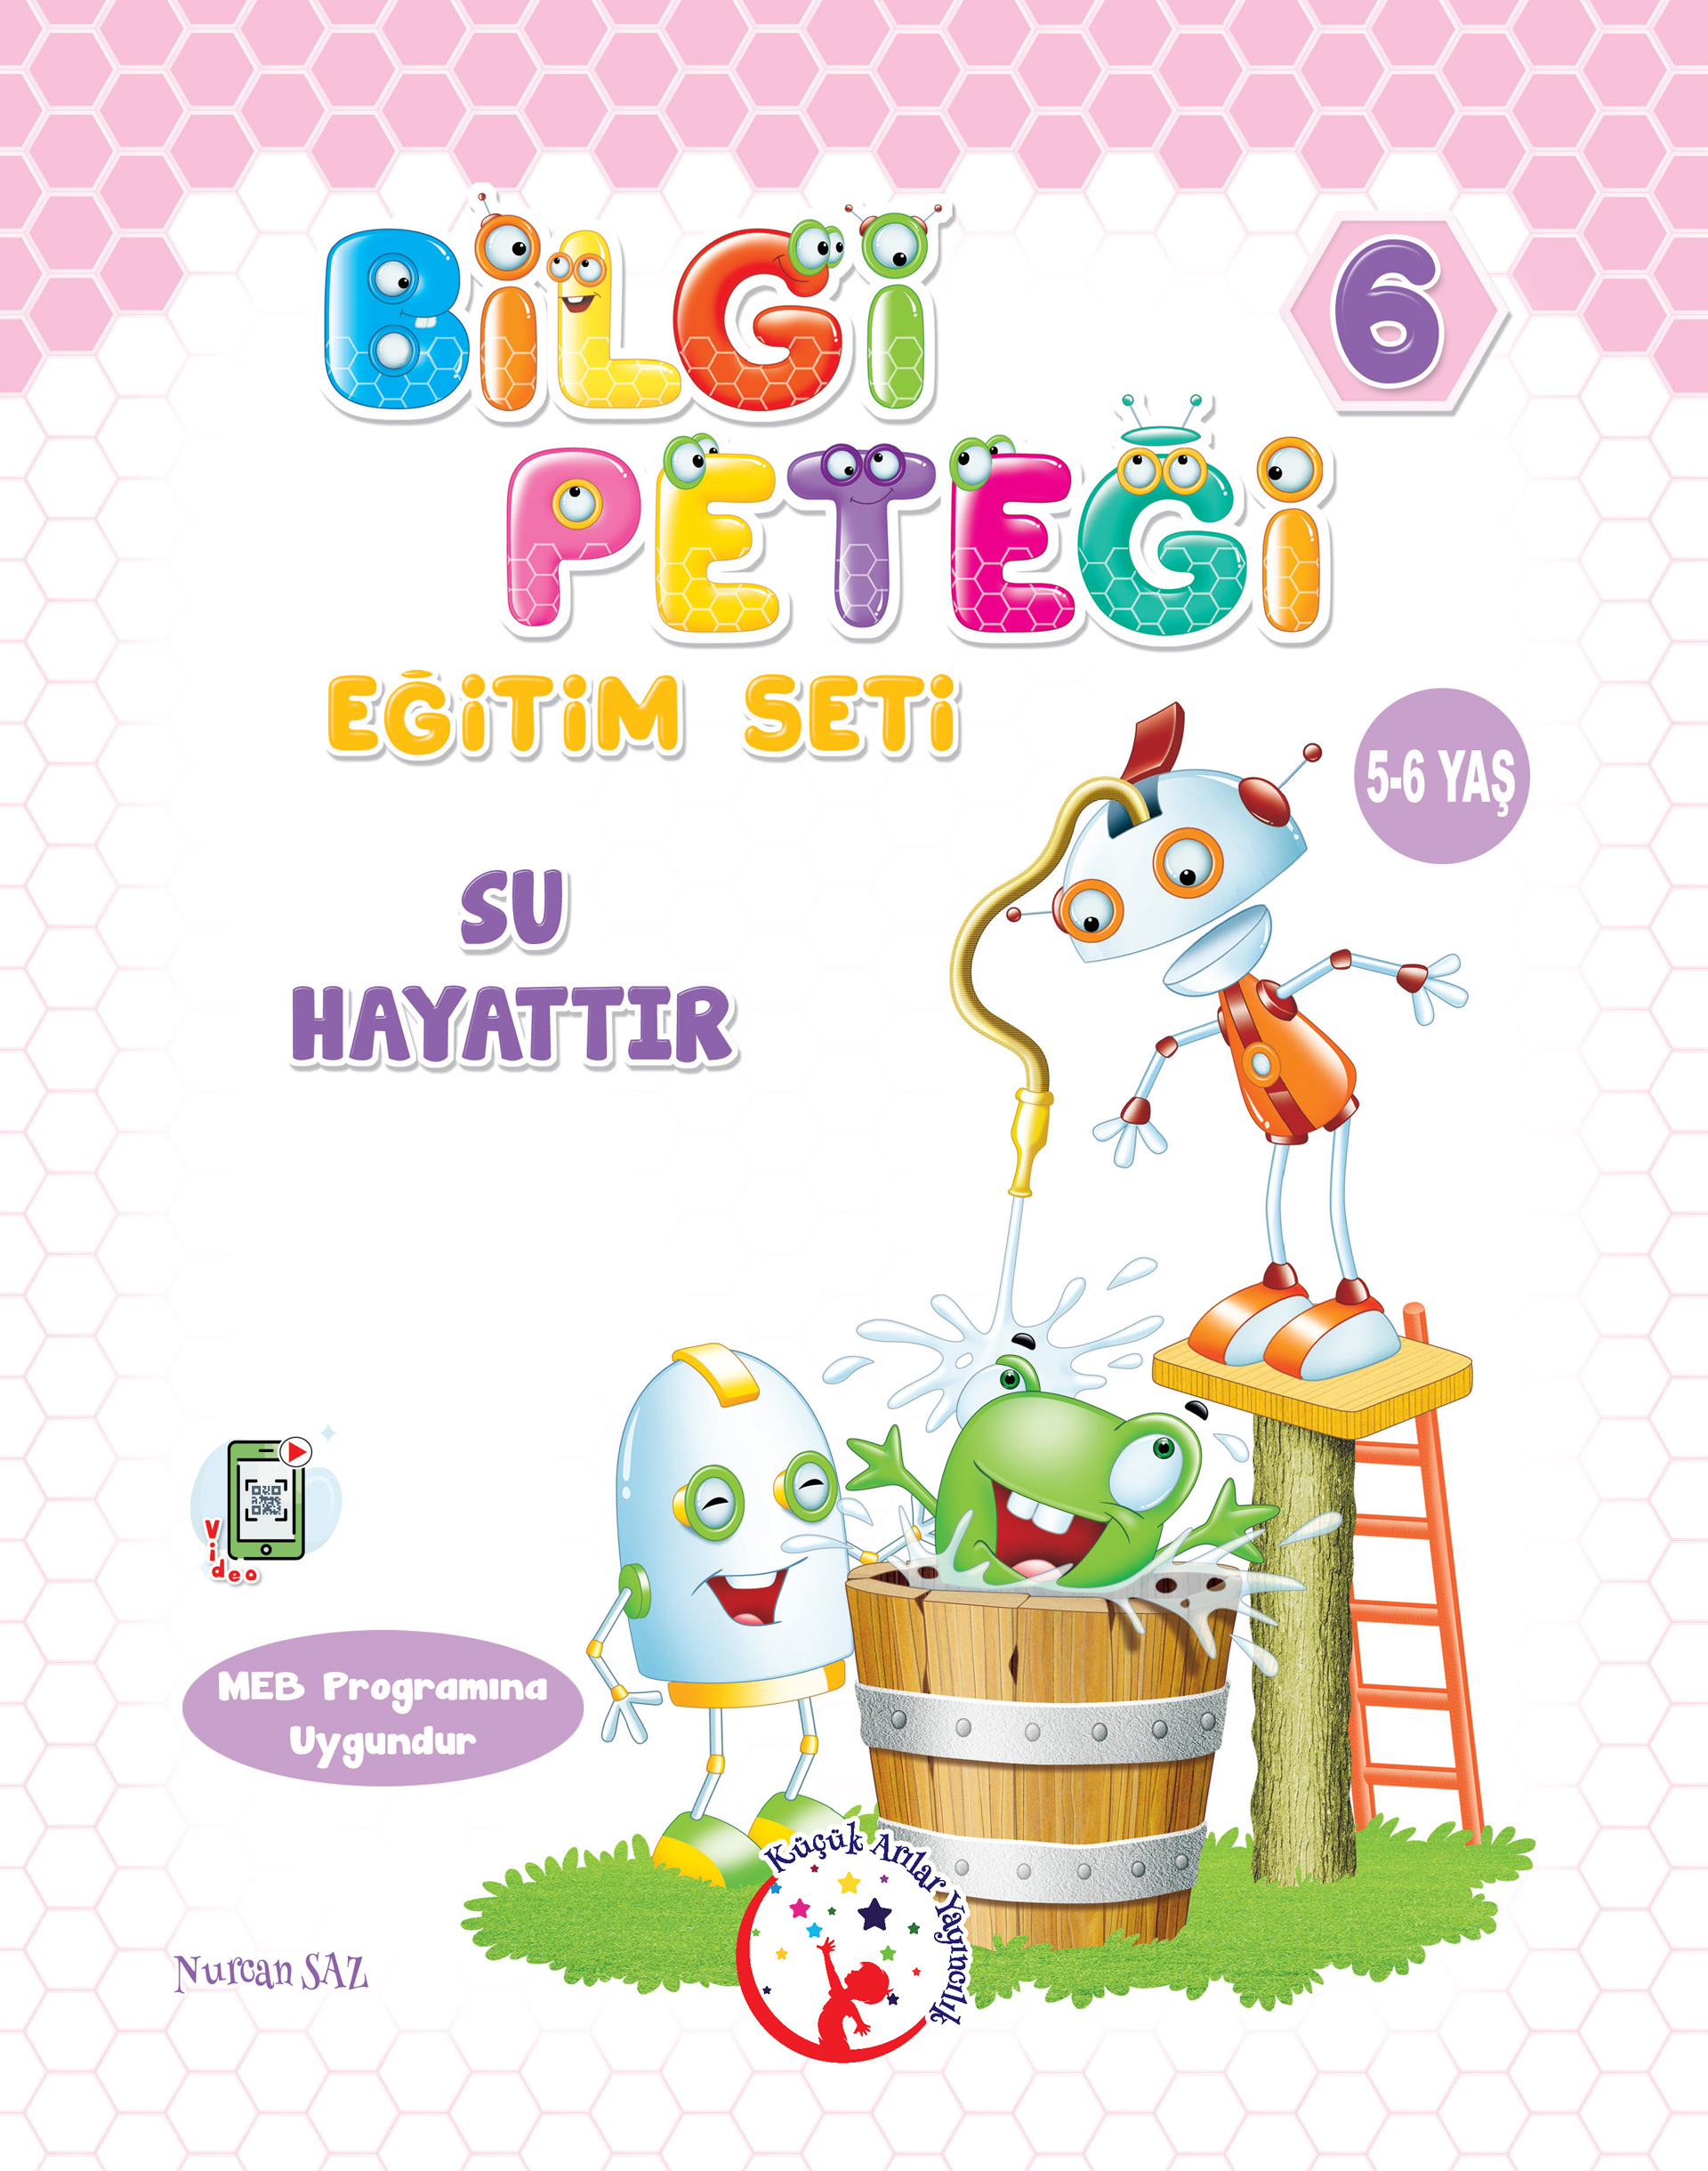 BİLGİ
6
PETEĞİ
EĞİTİM SETİ
5-6 YAŞ
SU
HAYATTIR
Video
MEB Programına
Uygundur
Küçük Arılar Yayıncılık
Nurcan SAZ